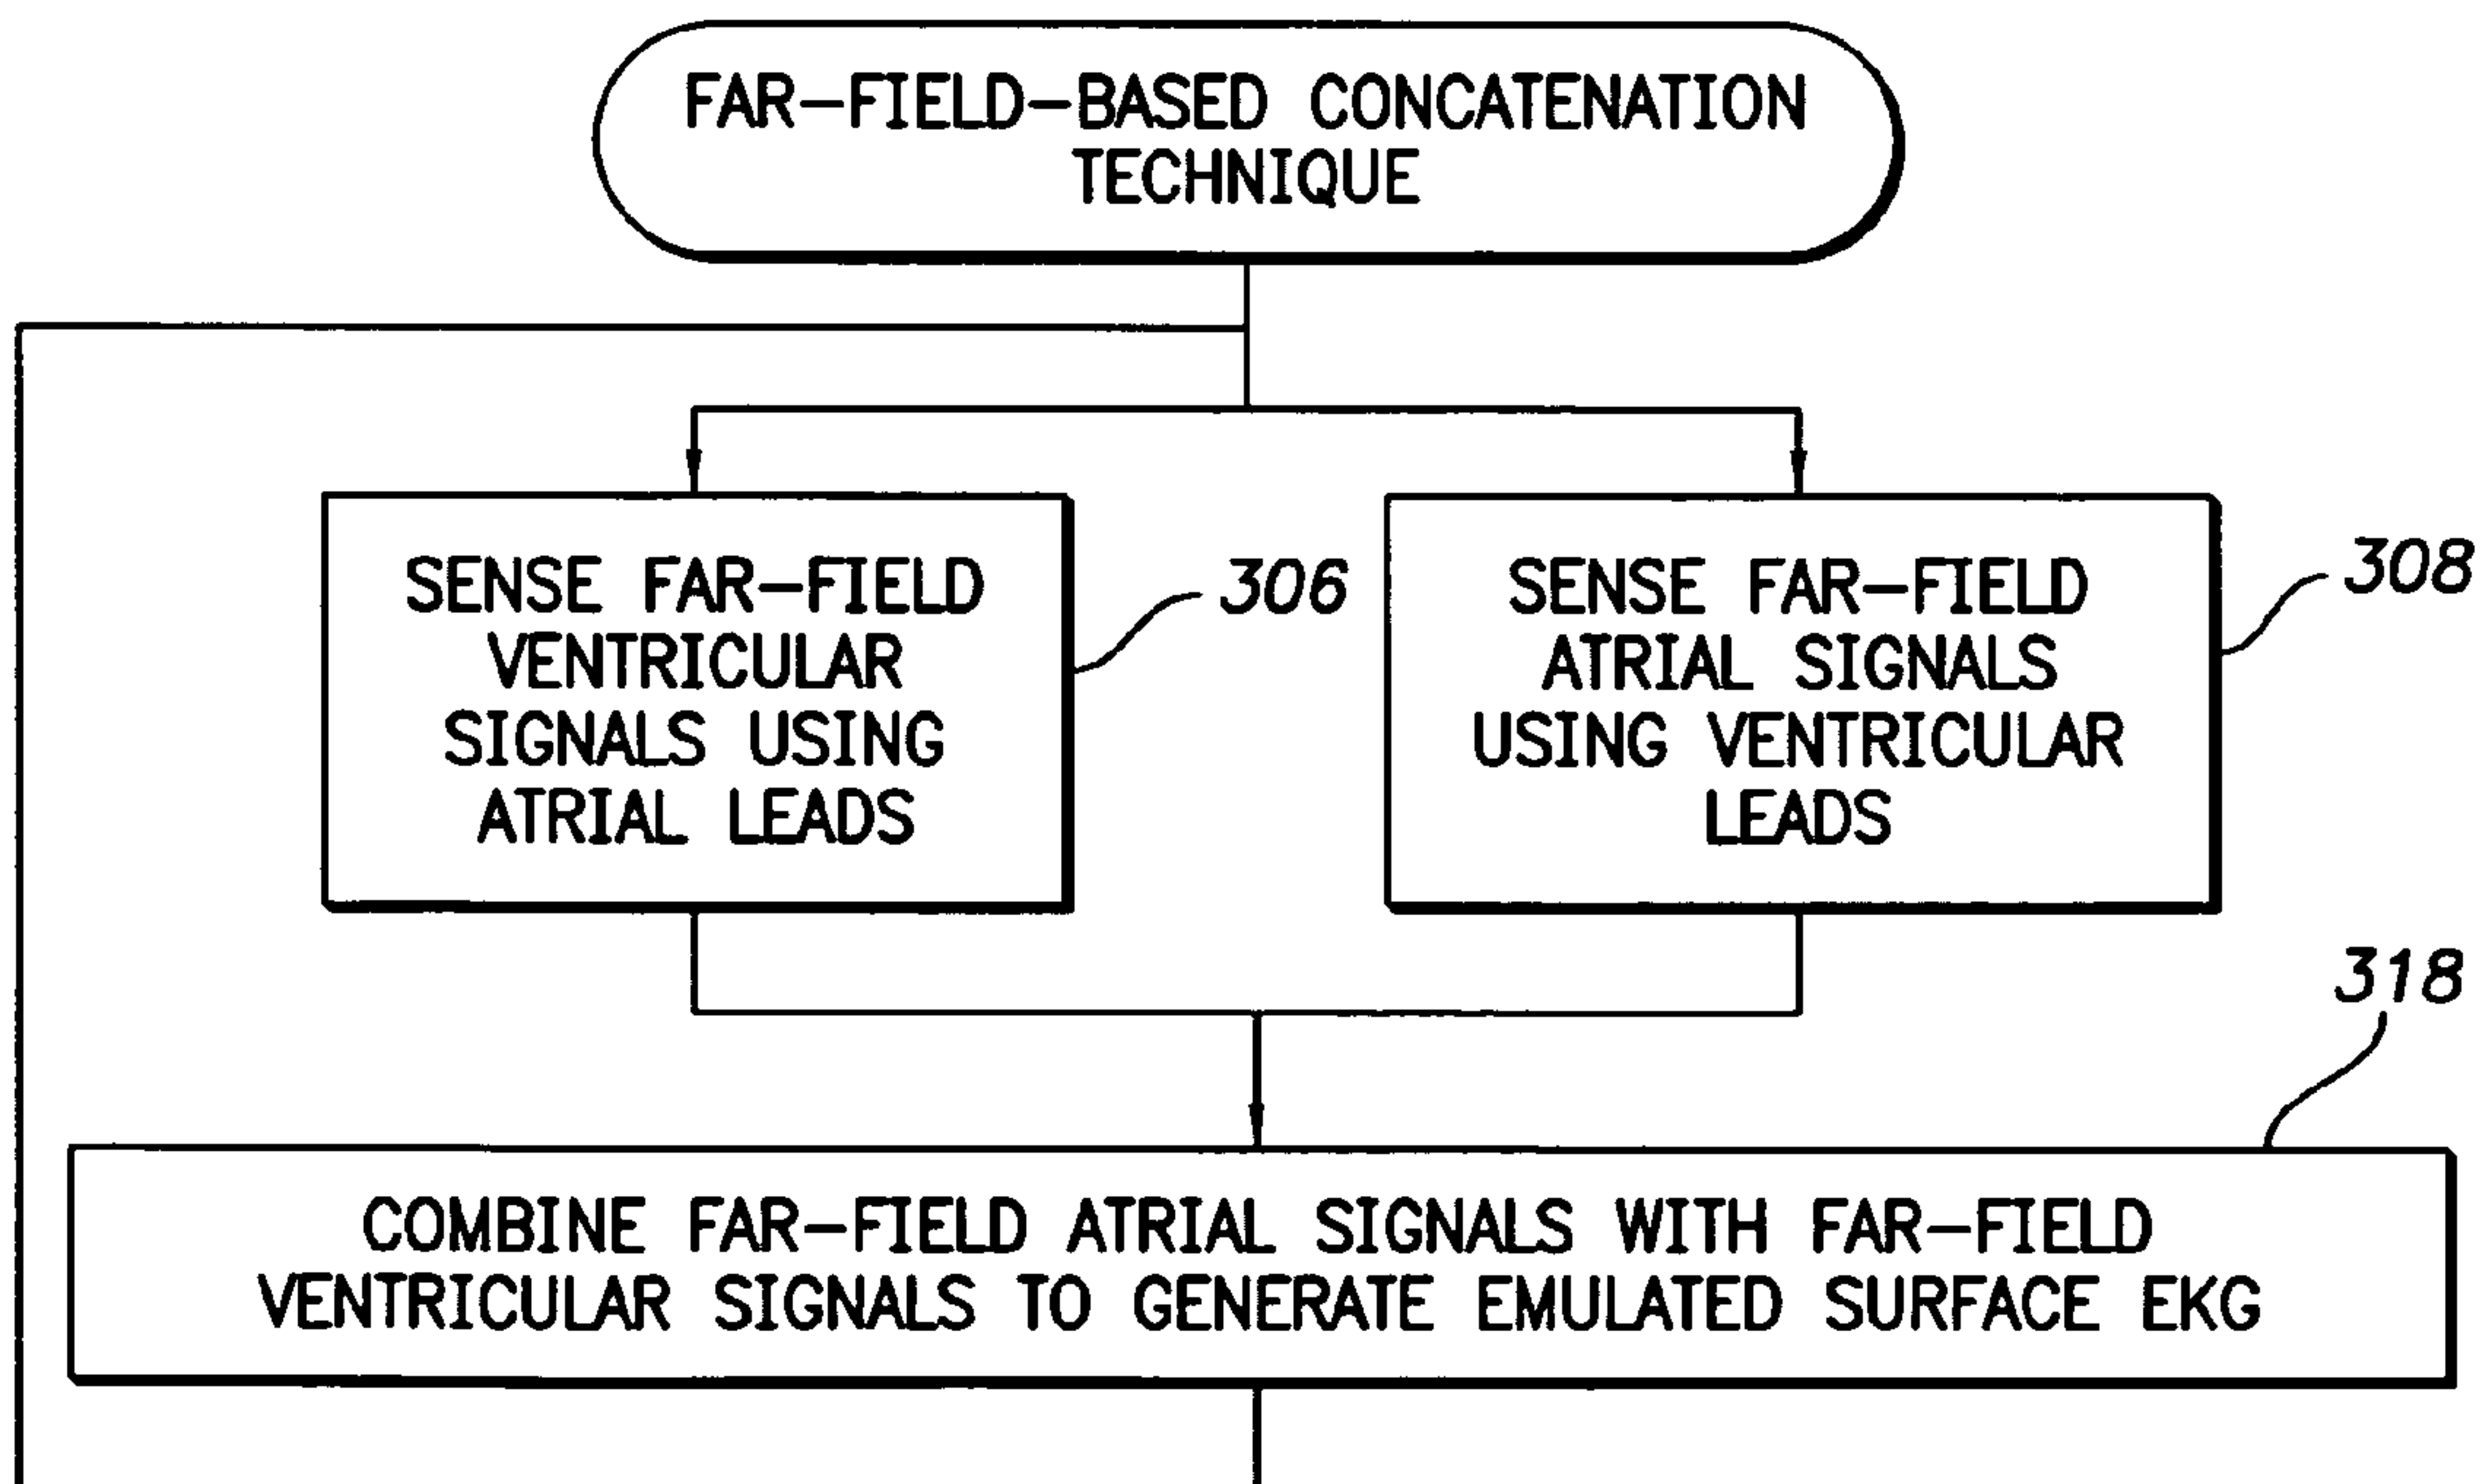 FAR-FIELD-BASED CONCATENATION
TECHNIQUE
SENSE FAR-FIELD
VENTRICULAR
SIGNALS USING
ATRIAL LEADS
306
SENSE FAR-FIELD
ATRIAL SIGNALS
USING VENTRICULAR
LEADS
308
318
COMBINE FAR-FIELD ATRIAL SIGNALS WITH FAR-FIELD
VENTRICULAR SIGNALS TO GENERATE EMULATED SURFACE EKG